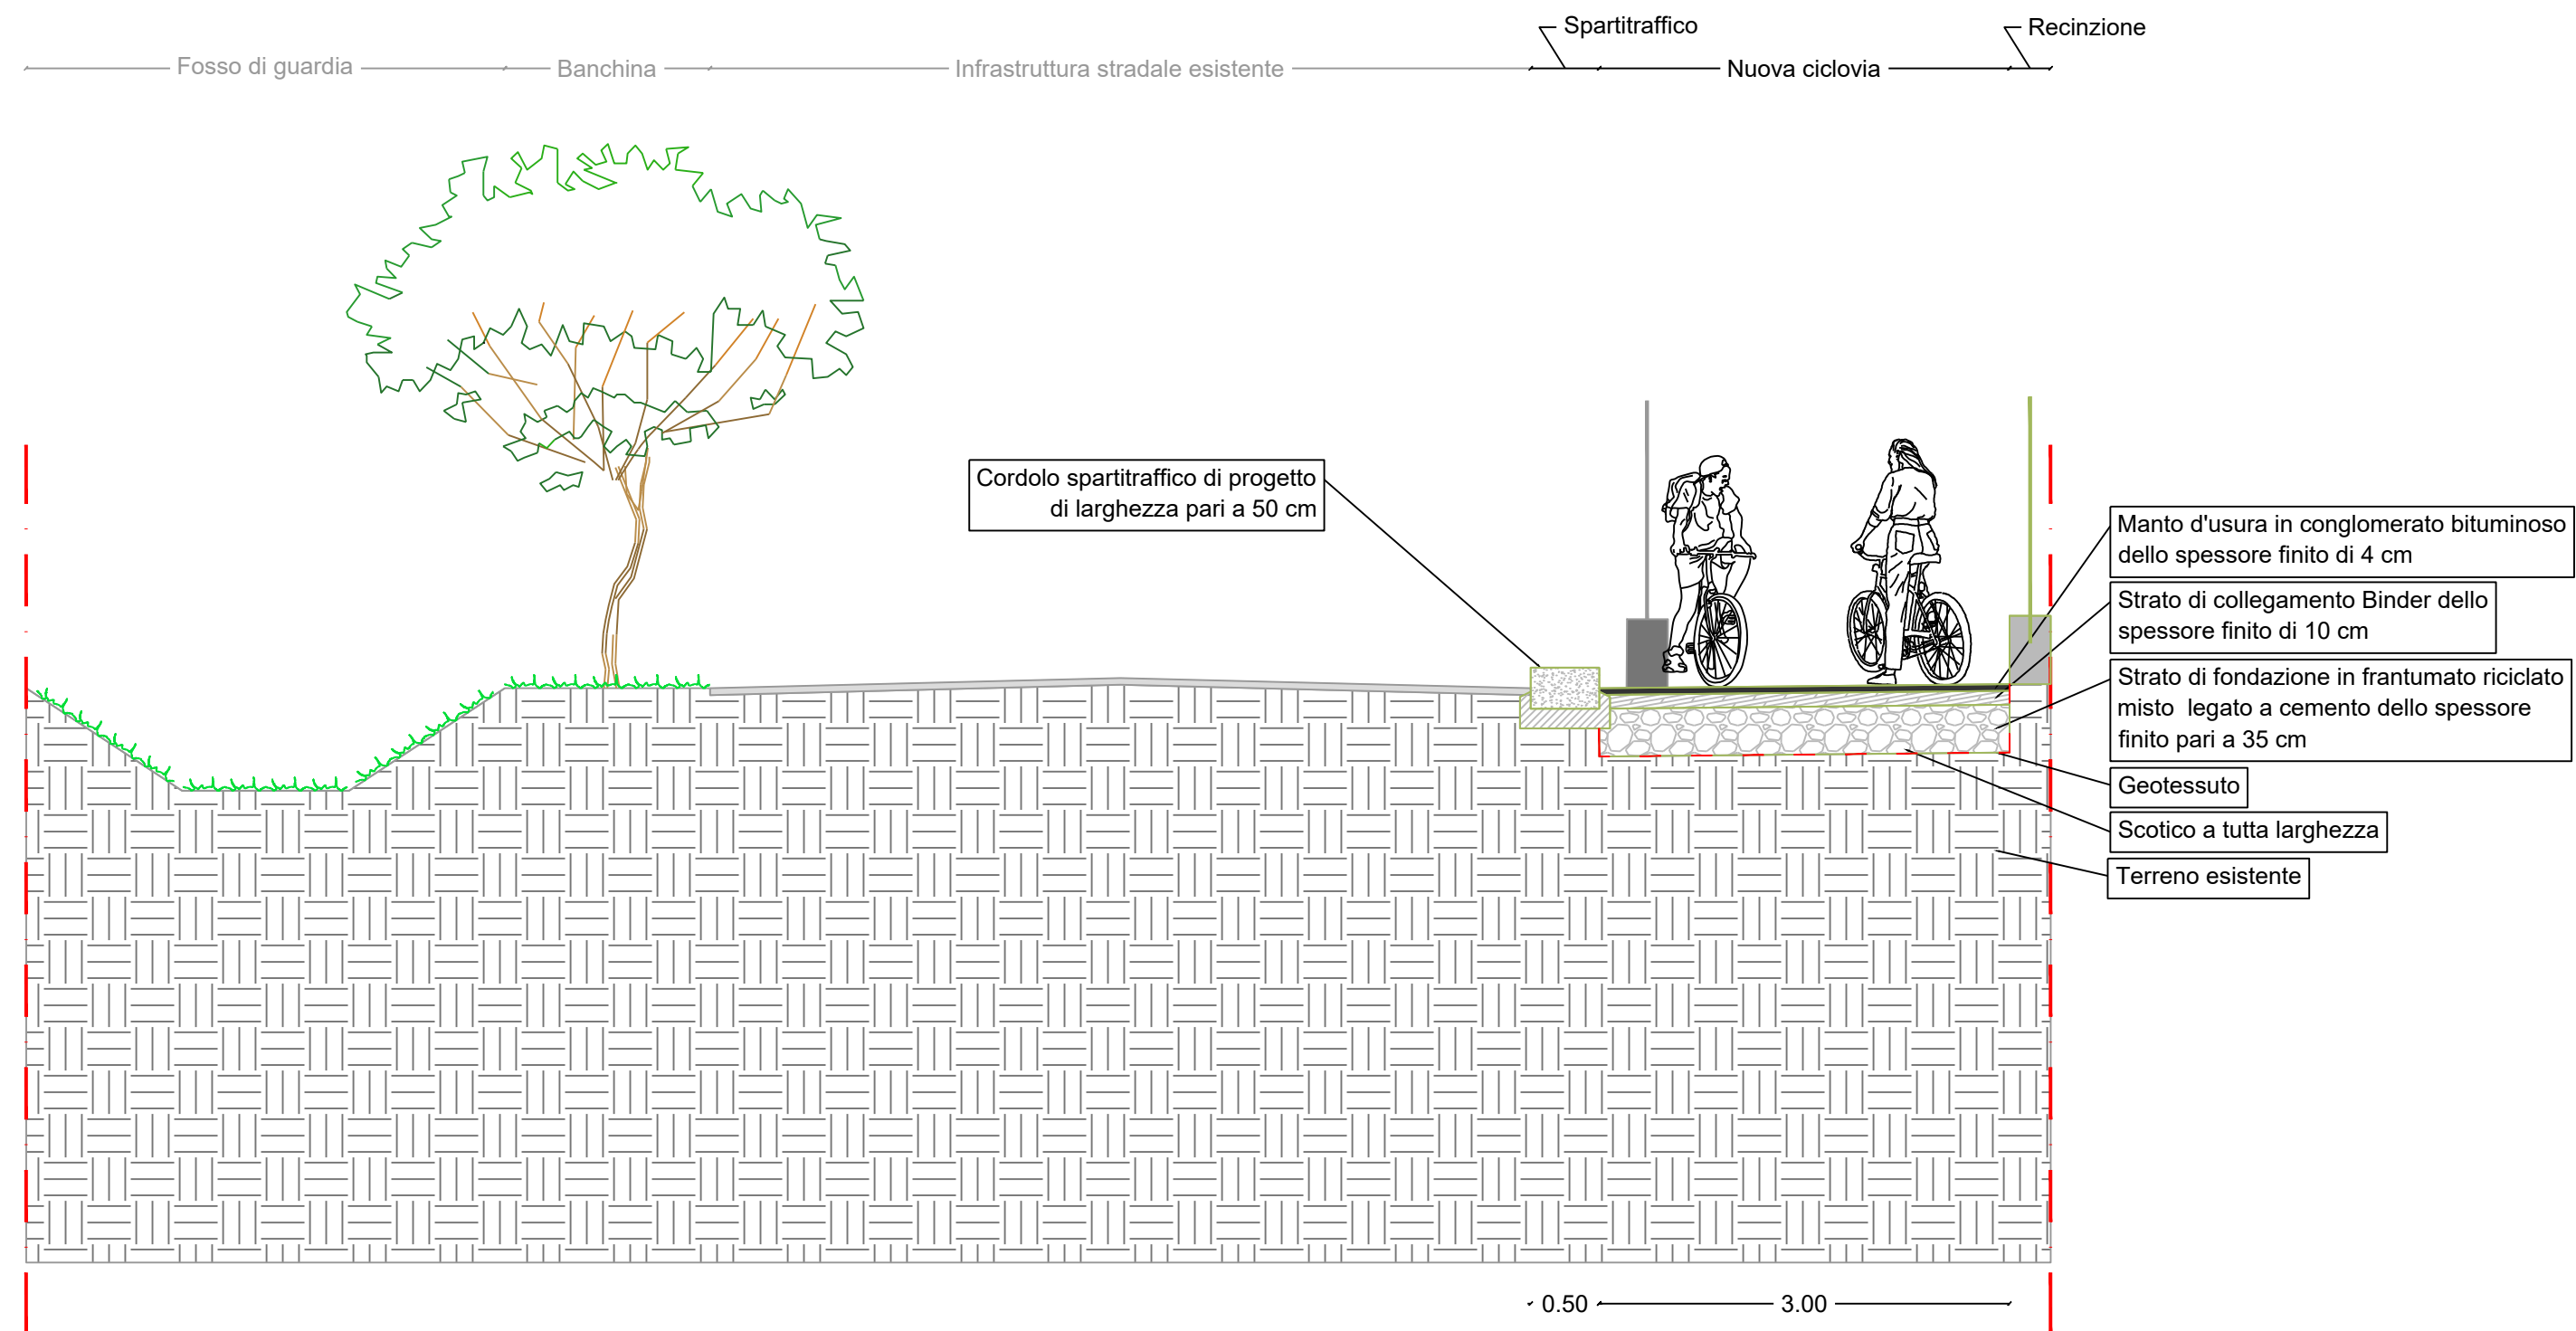 Spartitraffico
Recinzione
Fosso di guardia
Banchina
Infrastruttura stradale esistente
Nuova ciclovia
Cordolo spartitraffico di progetto
di larghezza pari a 50 cm
Manto d'usura in conglomerato bituminoso
dello spessore finito di 4 cm
Strato di collegamento Binder dello
spessore finito di 10 cm
Strato di fondazione in frantumato riciclato
misto  legato a cemento dello spessore
finito pari a 35 cm
Geotessuto
Scotico a tutta larghezza
Terreno esistente
0.50
3.00